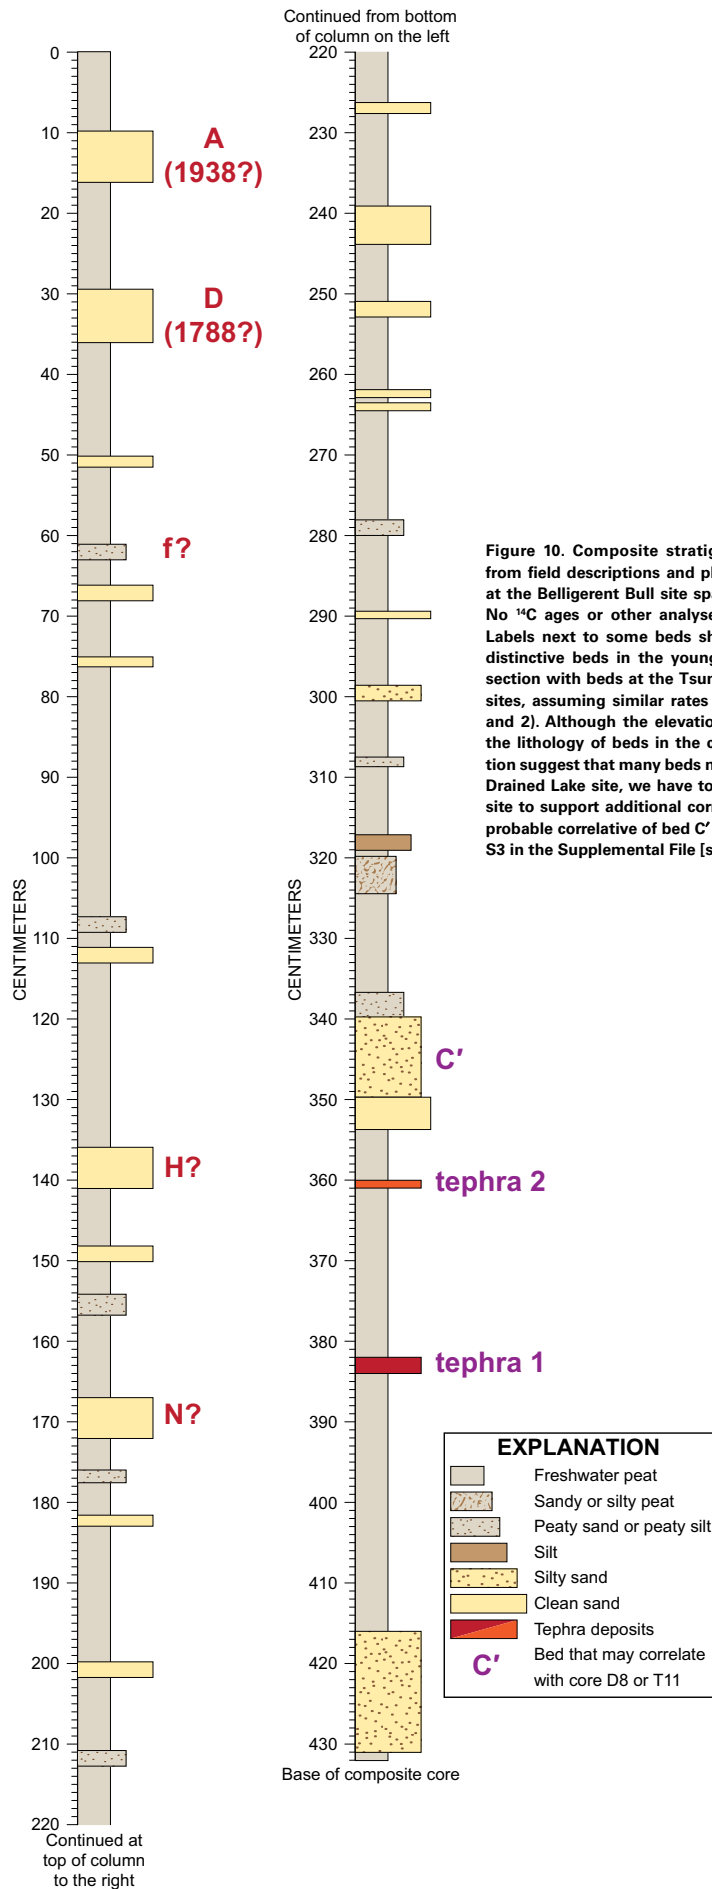 Continued from bottom
of column on the left
0
10
20
30
40
50
60
70
80
90
100
110
120
130
140
150
160
170
180
190
200
210
220
CENTIMETERS
A
(1938?)
D
(1788?)
f?
H?
N?
Continued at
top of column
to the right
220
230
240
250
260
270
280
290
300
310
320
330
340
350
360
370
380
390
400
410
420
430
CENTIMETERS
C′
tephra 2
tephra 1
Base of composite core
Figure 10. Composite stratig
from field descriptions and pl
at the Belligerent Bull site spa
No ¹⁴C ages or other analyse
Labels next to some beds sh
distinctive beds in the young
section with beds at the Tsun
sites, assuming similar rates
and 2). Although the elevatio
the lithology of beds in the c
tion suggest that many beds n
Drained Lake site, we have to
site to support additional corr
probable correlative of bed C′
S3 in the Supplemental File [s
EXPLANATION
Freshwater peat
Sandy or silty peat
Peaty sand or peaty silt
Silt
Silty sand
Clean sand
Tephra deposits
C′
Bed that may correlate
with core D8 or T11